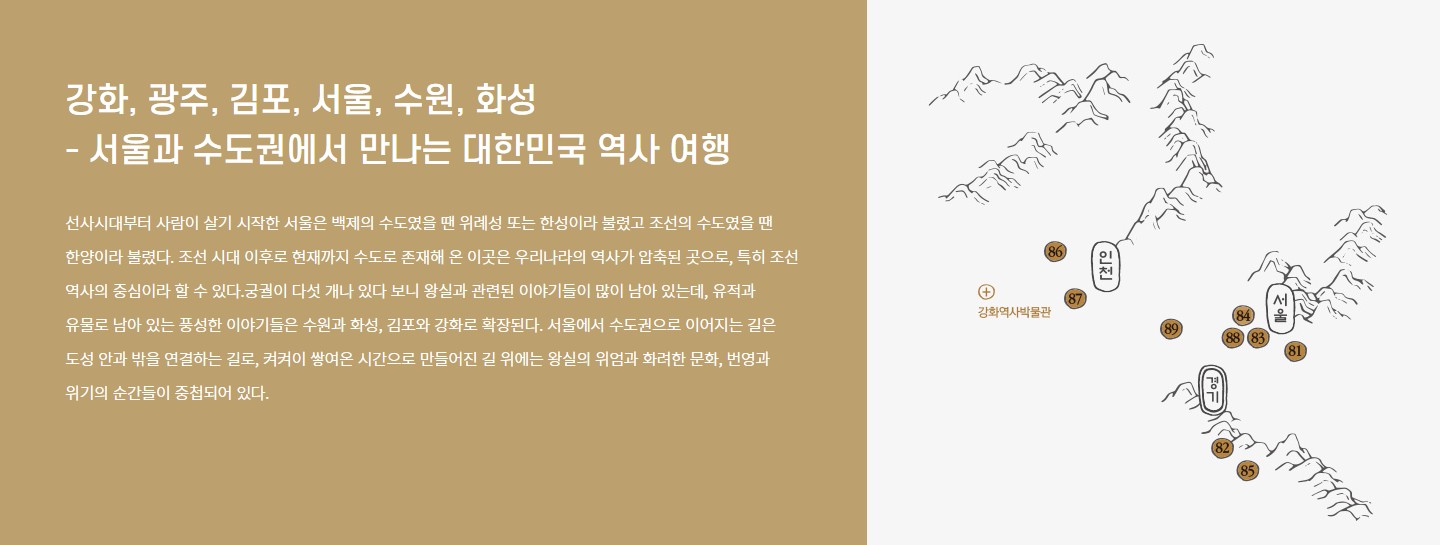 강화, 광주, 김포, 서울, 수원, 화성
- 서울과 수도권에서 만나는 대한민국 역사 여행
선사시대부터 사람이 살기 시작한 서울은 백제의 수도였을 땐 위례성 또는 한성이라 불렸고 조선의 수도였을 땐
한양이라 불렸다. 조선 시대 이후로 현재까지 수도로 존재해 온 이곳은 우리나라의 역사가 압축된 곳으로, 특히 조선
역사의 중심이라 할 수 있다.궁궐이 다섯 개나 있다 보니 왕실과 관련된 이야기들이 많이 남아 있는데, 유적과
유물로 남아 있는 풍성한 이야기들은 수원과 화성, 김포와 강화로 확장된다. 서울에서 수도권으로 이어지는 길은
도성 안과 밖을 연결하는 길로, 켜켜이 쌓여온 시간으로 만들어진 길 위에는 왕실의 위엄과 화려한 문화, 번영과
위기의 순간들이 중첩되어 있다.
86
인천
87
강화역사박물관
서울
84
89
88
83
81
경기
82
85